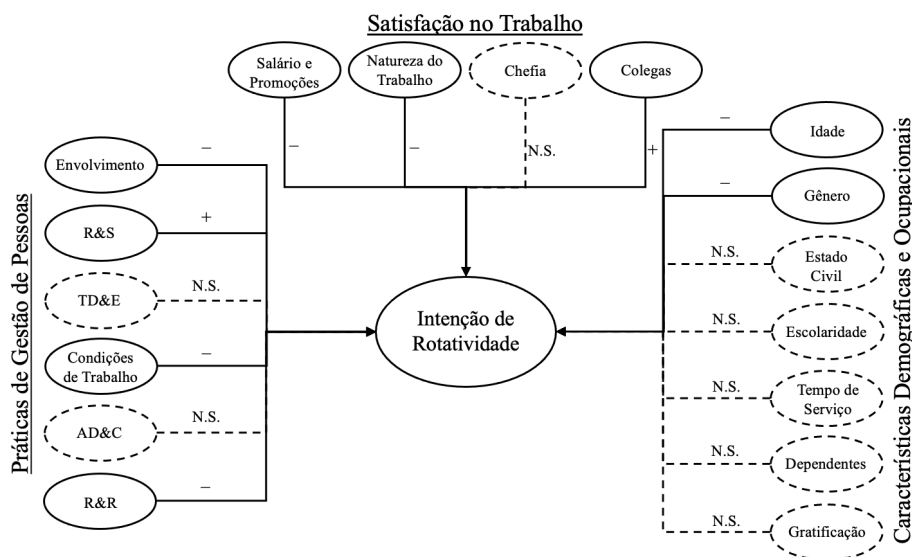 Satisfação no Trabalho
Salário e
Promoções
Natureza do
Trabalho
Chefia
Colegas
–
–
N.S.
+
Práticas de Gestão de Pessoas
Envolvimento
–
R&S
+
TD&E
N.S.
Condições
de Trabalho
–
AD&C
N.S.
R&R
–
Intenção de
Rotatividade
–
Idade
–
Gênero
N.S.
Estado
Civil
N.S.
Escolaridade
N.S.
Tempo de
Serviço
N.S.
Dependentes
N.S.
Gratificação
Características Demográficas e Ocupacionais